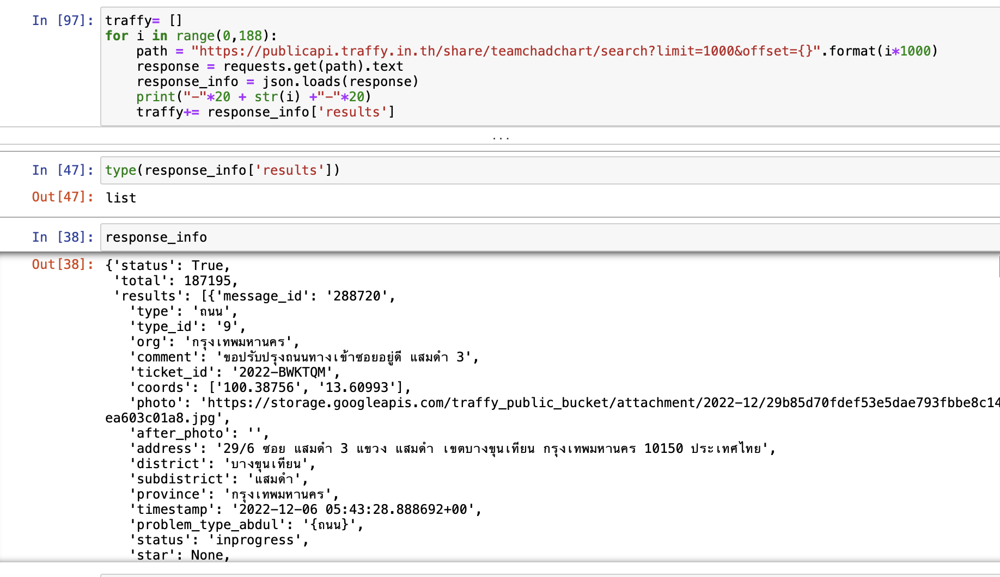 In [97]: traffy= []
for i in range(0,188):
    path = "https://publicapi.traffy.in.th/share/teamchadchart/search?limit=1000&offset={}".format(i*1000)
    response = requests.get(path).text
    response_info = json.loads(response)
    print("-"*20 + str(i) +"-"*20)
    traffy+= response_info['results']
...
In [47]: type(response_info['results'])
Out[47]: list
In [38]: response_info
Out[38]: {'status': True,
 'total': 187195,
 'results': [{'message_id': '288720',
   'type': 'ถนน',
   'type_id': '9',
   'org': 'กรุงเทพมหานคร',
   'comment': 'ขอปรับปรุงถนนทางเข้าซอยอยู่ดี แสมดำ 3',
   'ticket_id': '2022-BWKTQM',
   'coords': ['100.38756', '13.60993'],
   'photo': 'https://storage.googleapis.com/traffy_public_bucket/attachment/2022-12/29b85d70fdef53e5dae793fbbe8c14
ea603c01a8.jpg',
   'after_photo': '',
   'address': '29/6 ซอย แสมดำ 3 แขวง แสมดำ เขตบางขุนเทียน กรุงเทพมหานคร 10150 ประเทศไทย',
   'district': 'บางขุนเทียน',
   'subdistrict': 'แสมดำ',
   'province': 'กรุงเทพมหานคร',
   'timestamp': '2022-12-06 05:43:28.888692+00',
   'problem_type_abdul': '{ถนน}',
   'status': 'inprogress',
   'star': None,